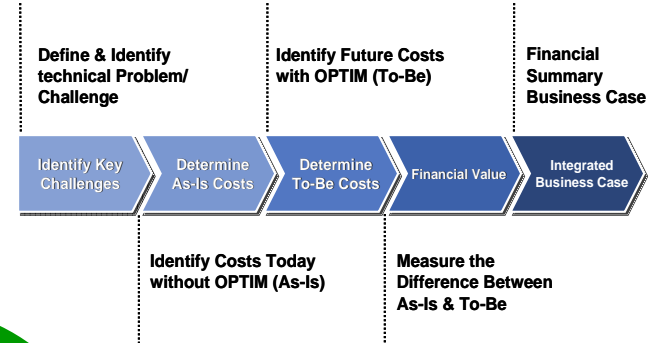 Define & Identify
technical Problem/
Challenge
Identify Future Costs
with OPTIM (To-Be)
Financial
Summary
Business Case
Identify Key
Challenges
Determine
As-Is Costs
Determine
To-Be Costs
Financial Value
Integrated
Business Case
Identify Costs Today
without OPTIM (As-Is)
Measure the
Difference Between
As-Is & To-Be